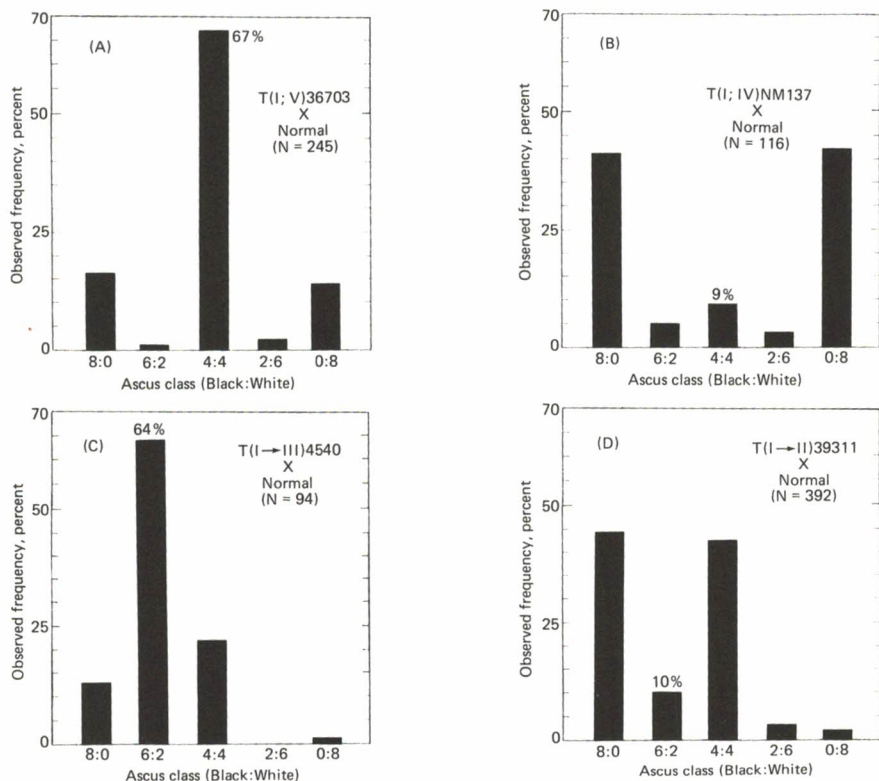 (A)
70
50
25
0
Observed frequency, percent
67%
T(I; V)36703
X
Normal
(N = 245)
8:0 6:2 4:4 2:6 0:8
Ascus class (Black:White)
(B)
70
50
25
0
Observed frequency, percent
T(I; IV)NM137
X
Normal
(N = 116)
9%
8:0 6:2 4:4 2:6 0:8
Ascus class (Black:White)
(C)
70
50
25
0
Observed frequency, percent
64%
T(I→III)4540
X
Normal
(N = 94)
8:0 6:2 4:4 2:6 0:8
Ascus class (Black:White)
(D)
70
50
25
0
Observed frequency, percent
T(I→II)39311
X
Normal
(N = 392)
10%
8:0 6:2 4:4 2:6 0:8
Ascus class (Black:White)